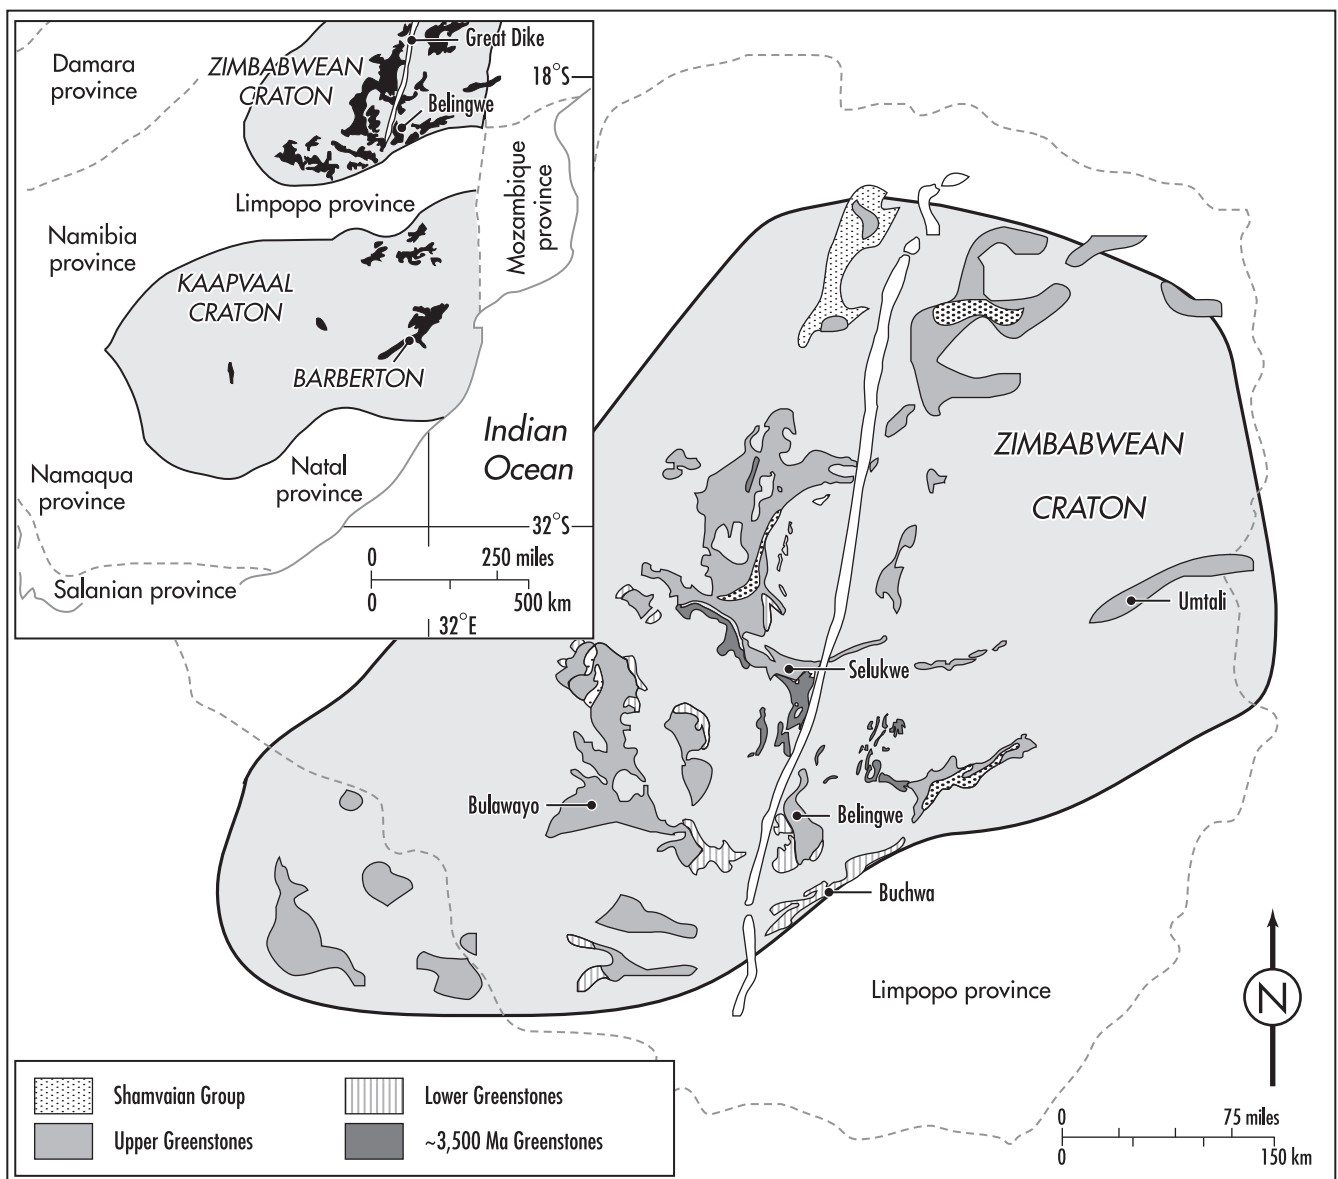 Damara
province
ZIMBABWEAN
CRATON
Great Dike
18°S
Belingwe
Limpopo province
Mozambique
province
Namibia
province
KAAPVAAL
CRATON
BARBERTON
Indian
Ocean
Namaqua
province
Natal
province
32°S
0 250 miles
0 500 km
Salanian province
32°E
ZIMBABWEAN
CRATON
Umtali
Selukwe
Bulawayo
Belingwe
Buchwa
Limpopo province
N
Shamvaian Group
Lower Greenstones
Upper Greenstones
~3,500 Ma Greenstones
0 75 miles
0 150 km